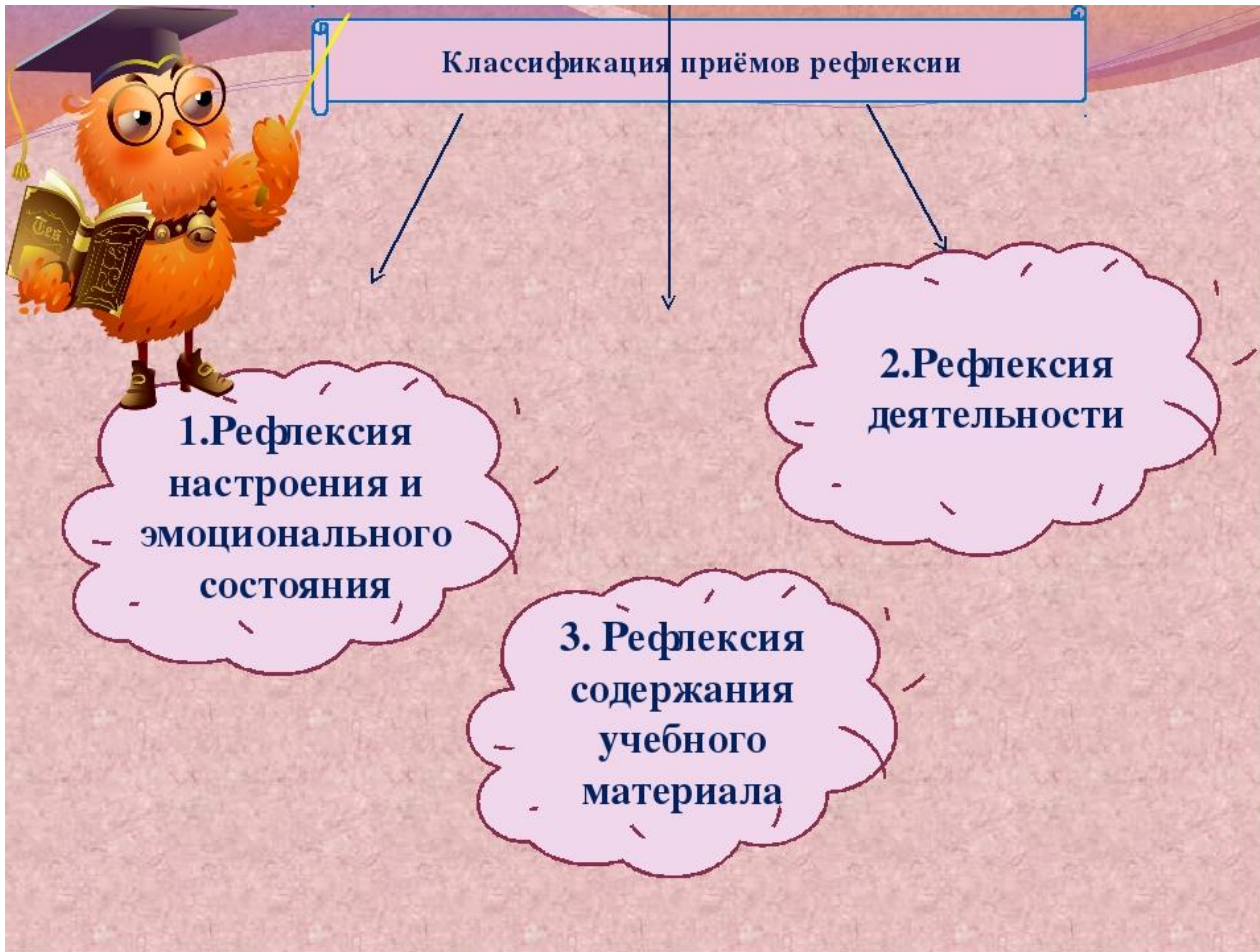 Классификация приёмов рефлексии
1.Рефлексия
настроения и
эмоционального
состояния
2.Рефлексия
деятельности
3. Рефлексия
содержания
учебного
материала